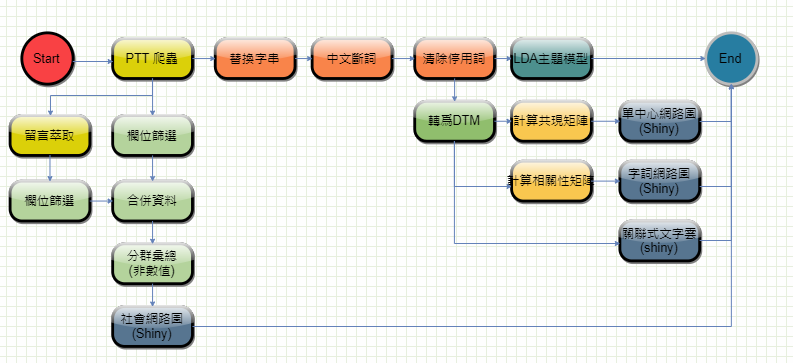 Start
PTT 爬蟲
替換字串
中文斷詞
清除停用詞
LDA主題模型
End
留言萃取
欄位篩選
轉為DTM
計算共現矩陣
單中心網路圖
(Shiny)
欄位篩選
合併資料
計算相關性矩陣
字詞網路圖
(Shiny)
分群彙總
(非數值)
關聯式文字雲
(shiny)
社會網路圖
(Shiny)